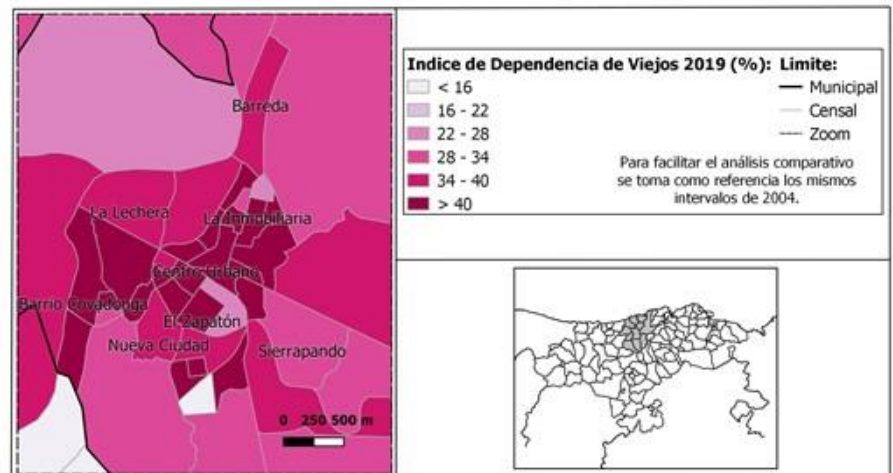 Barreda
La Lechera
La Inmobiliaria
Centro Urbano
Barrio Covadonga
El Zapatón
Nueva Ciudad
Sierrapando
0 250 500 m
Indice de Dependencia de Viejos 2019 (%):
< 16
16 - 22
22 - 28
28 - 34
34 - 40
> 40
Limite:
Municipal
Censal
Zoom
Para facilitar el análisis comparativo
se toma como referencia los mismos
intervalos de 2004.